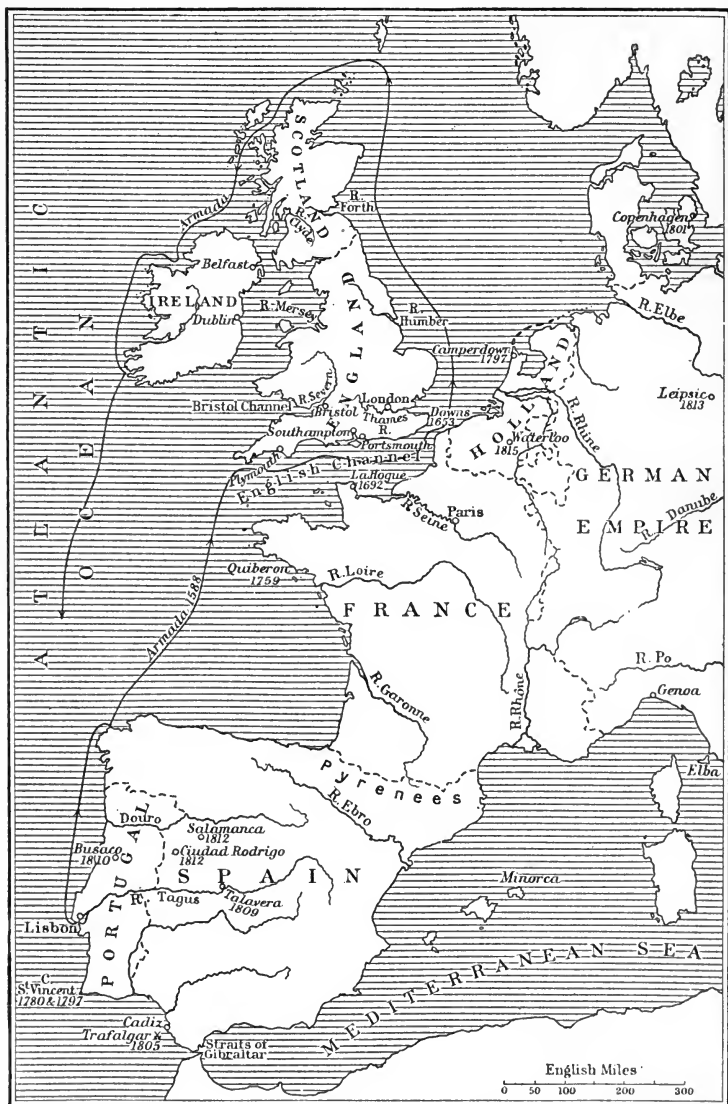 SCOTLAND
R.
Forth
R.
Clyde
Armada
ATLANTIC
OCEAN
Copenhagen
1801
Belfast
IRELAND
Dublin
R. Mersey
ENGLAND
R.
Humber
R. Elbe
Camperdown
1797
Leipsic
1813
R. Severn
London
Bristol Channel
Bristol
Thames
R.
Downs
1653
HOLLAND
Waterloo
1815
R. Rhine
Southampton
Portsmouth
Plymouth
English Channel
La Hogue
1692
GERMAN
EMPIRE
R. Danube
R Seine
Paris
Quiberon
1759
R. Loire
FRANCE
Armada 1588
R. Po
Genoa
R. Garonne
R. Rhône
Elba
Pyrenees
R. Ebro
Douro
Salamanca
1812
Busaco
1810
Ciudad Rodrigo
1812
PORTUGAL
SPAIN
Minorca
R. Tagus
Talavera
1809
Lisbon
C.
St Vincent
1780 & 1797
MEDITERRANEAN SEA
Cadiz
Trafalgar
1805
Straits of
Gibraltar
English Miles
0 50 100 200 300